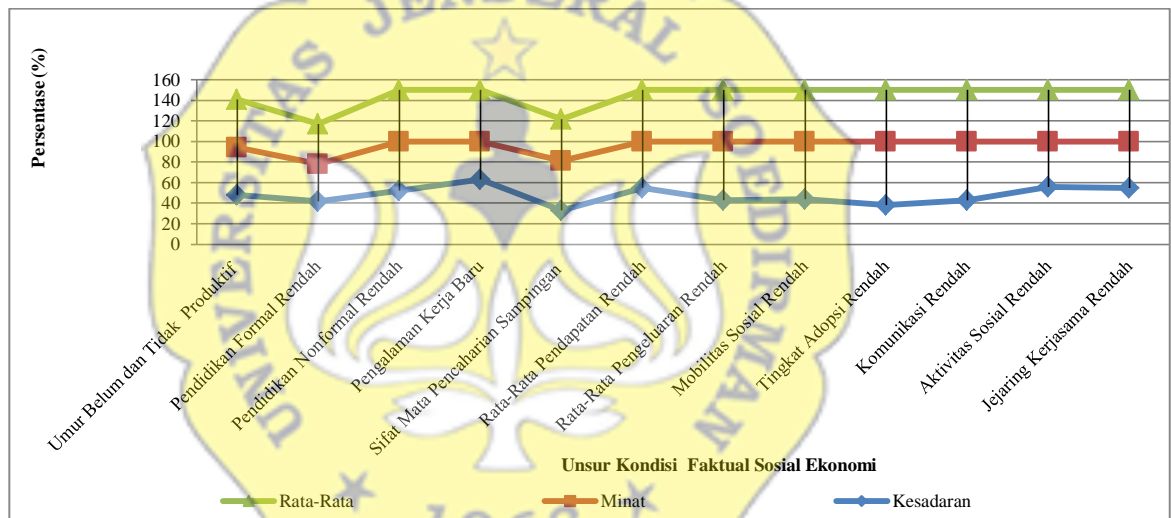 UNIVERSITAS JENDERAL SOEDIRMAN
Persentase (%)
160
140
120
100
80
60
40
20
0
Umur Belum dan Tidak Produktif
Pendidikan Formal Rendah
Pendidikan Nonformal Rendah
Pengalaman Kerja Baru
Sifat Mata Pencaharian Sampingan
Rata-Rata Pendapatan Rendah
Rata-Rata Pengeluaran Rendah
Mobilitas Sosial Rendah
Tingkat Adopsi Rendah
Komunikasi Rendah
Aktivitas Sosial Rendah
Jejaring Kerjasama Rendah
Unsur Kondisi Faktual Sosial Ekonomi
Rata-Rata
Minat
Kesadaran